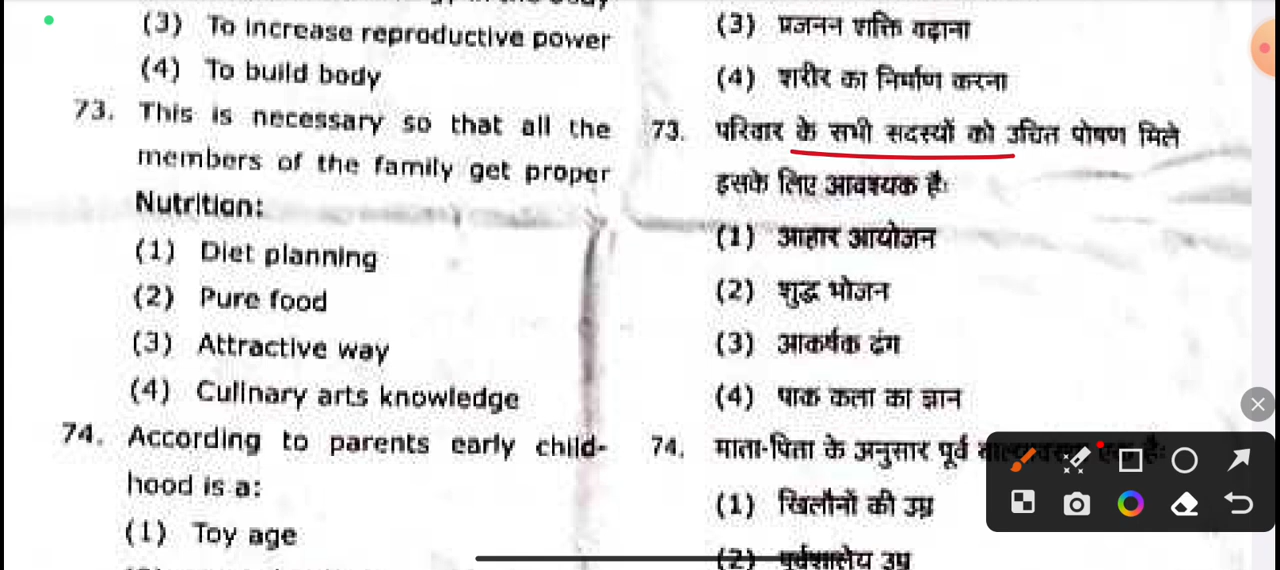 (3) To increase reproductive power
(4) To build body
73. This is necessary so that all the
members of the family get proper
Nutrition:
(1) Diet planning
(2) Pure food
(3) Attractive way
(4) Culinary arts knowledge
74. According to parents early child-
hood is a:
(1) Toy age
(3) प्रजनन शक्ति बढ़ाना
(4) शरीर का निर्माण करना
73. परिवार के सभी सदस्यों को उचित पोषण मिले
इसके लिए आवश्यक है:
(1) आहार आयोजन
(2) शुद्ध भोजन
(3) आकर्षक ढंग
(4) पाक कला का ज्ञान
74. माता-पिता के अनुसार पूर्व
(1) खिलौनों की उम्र
(2) पूर्वशालेय उम्र